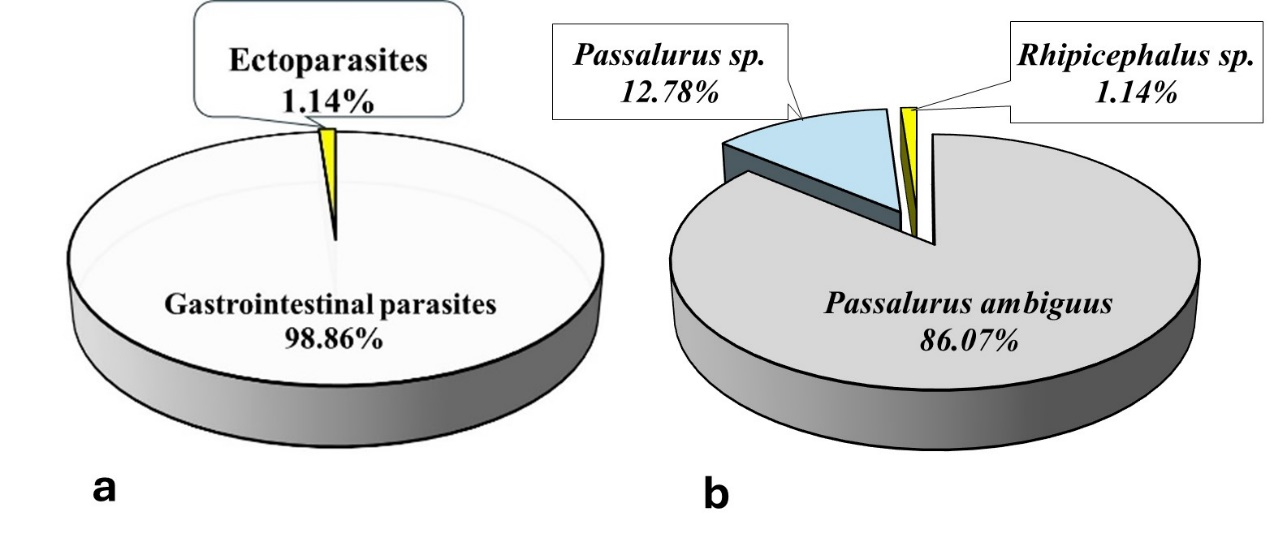 Ectoparasites
1.14%
Gastrointestinal parasites
98.86%
a
Passalurus sp.
12.78%
Rhipicephalus sp.
1.14%
Passalurus ambiguus
86.07%
b